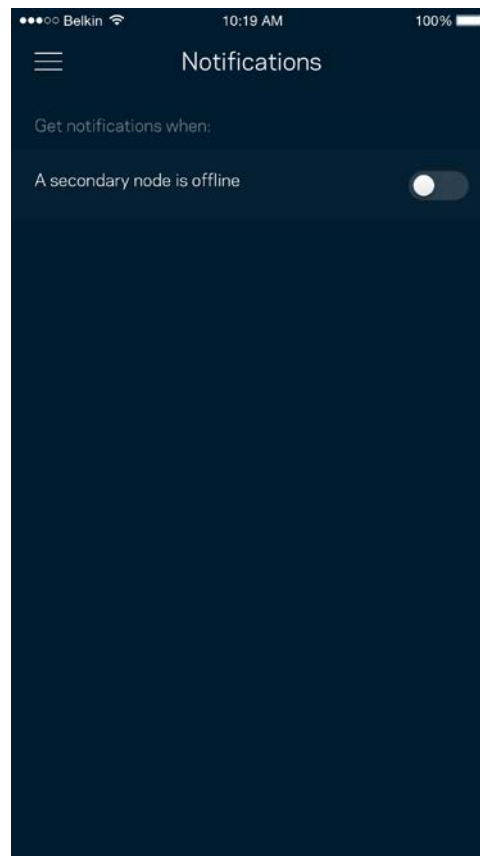 Belkin 10:19 AM 100%
Notifications
Get notifications when:
A secondary node is offline